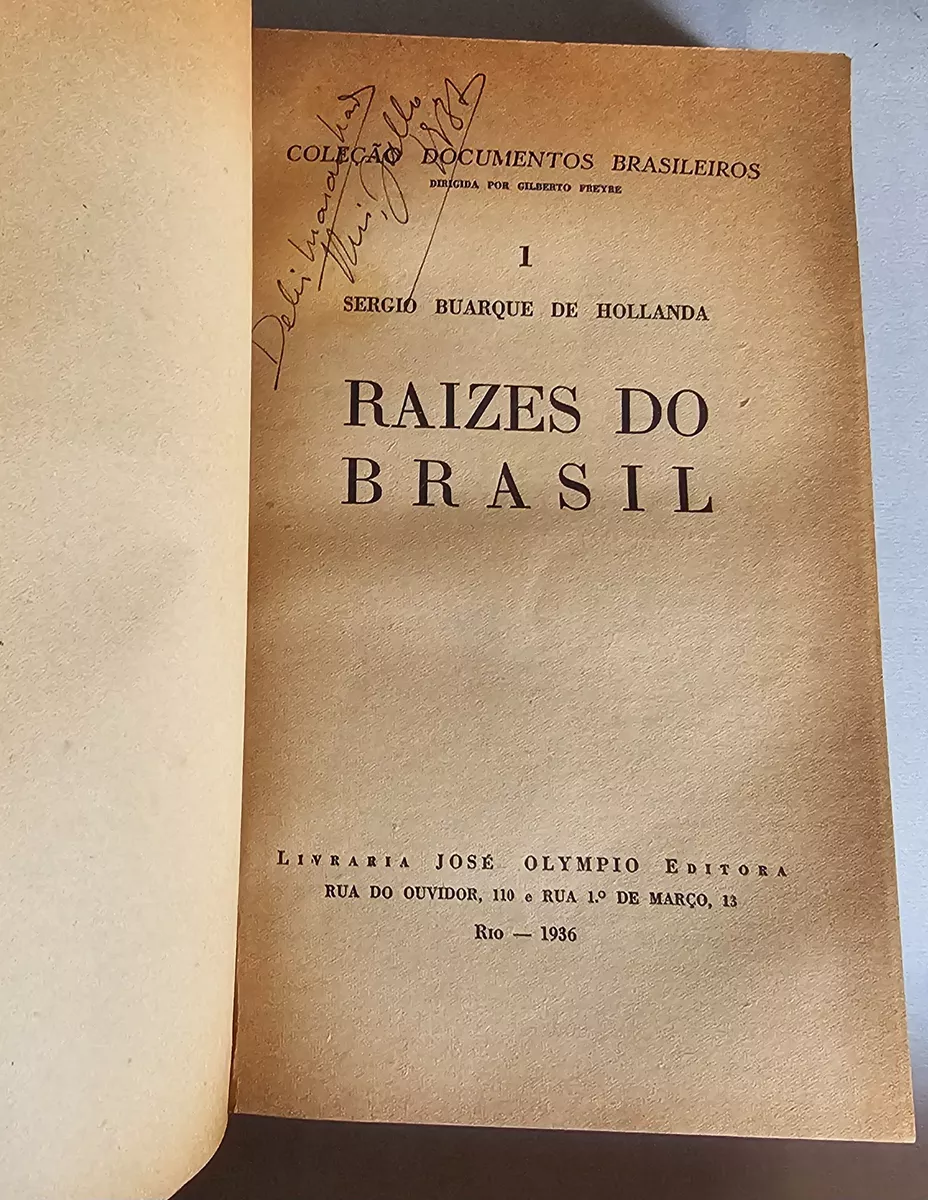 COLEÇÃO DOCUMENTOS BRASILEIROS
DIRIGIDA POR GILBERTO FREYRE
1
SERGIO BUARQUE DE HOLLANDA
RAIZES DO
BRASIL
LIVRARIA JOSÉ OLYMPIO EDITORA
RUA DO OUVIDOR, 110 e RUA 1.º DE MARÇO, 13
RIO — 1936